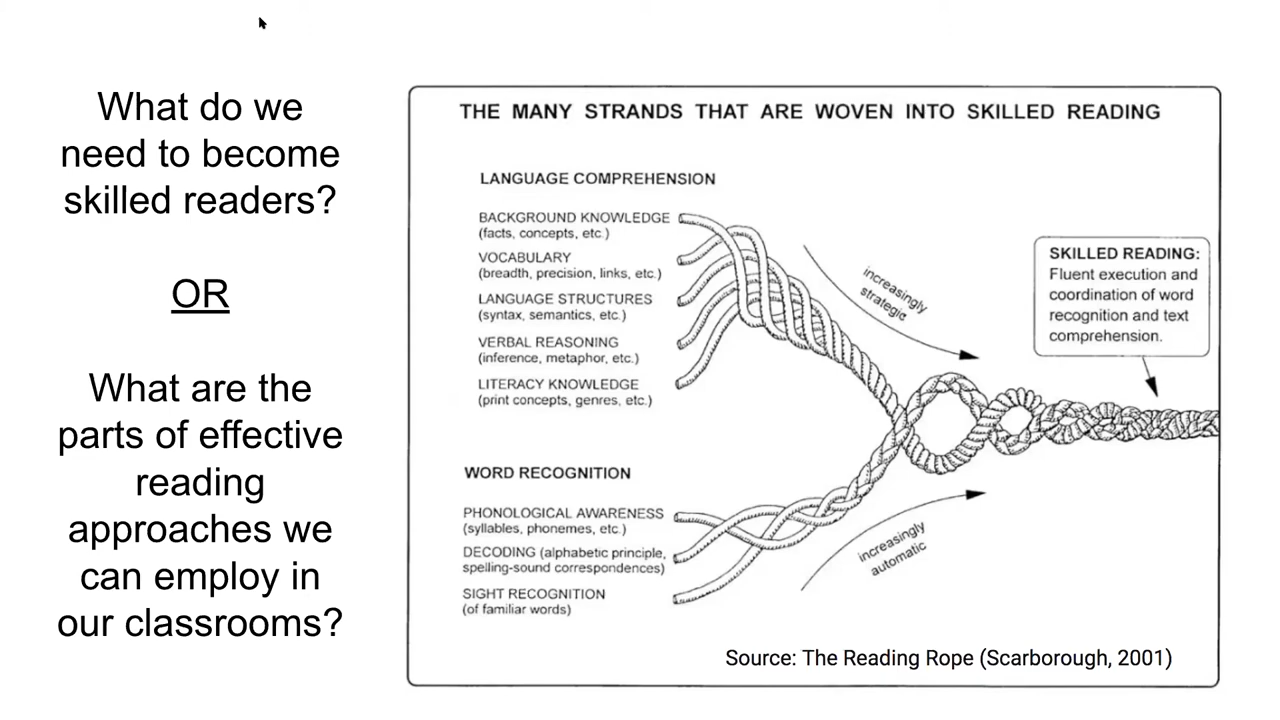 What do we
need to become
skilled readers?
OR
What are the
parts of effective
reading
approaches we
can employ in
our classrooms?
THE MANY STRANDS THAT ARE WOVEN INTO SKILLED READING
LANGUAGE COMPREHENSION
BACKGROUND KNOWLEDGE
(facts, concepts, etc.)
VOCABULARY
(breadth, precision, links, etc.)
LANGUAGE STRUCTURES
(syntax, semantics, etc.)
VERBAL REASONING
(inference, metaphor, etc.)
LITERACY KNOWLEDGE
(print concepts, genres, etc.)
increasingly
strategic
SKILLED READING:
Fluent execution and
coordination of word
recognition and text
comprehension.
WORD RECOGNITION
PHONOLOGICAL AWARENESS
(syllables, phonemes, etc.)
DECODING (alphabetic principle,
spelling-sound correspondences)
SIGHT RECOGNITION
(of familiar words)
increasingly
automatic
Source: The Reading Rope (Scarborough, 2001)